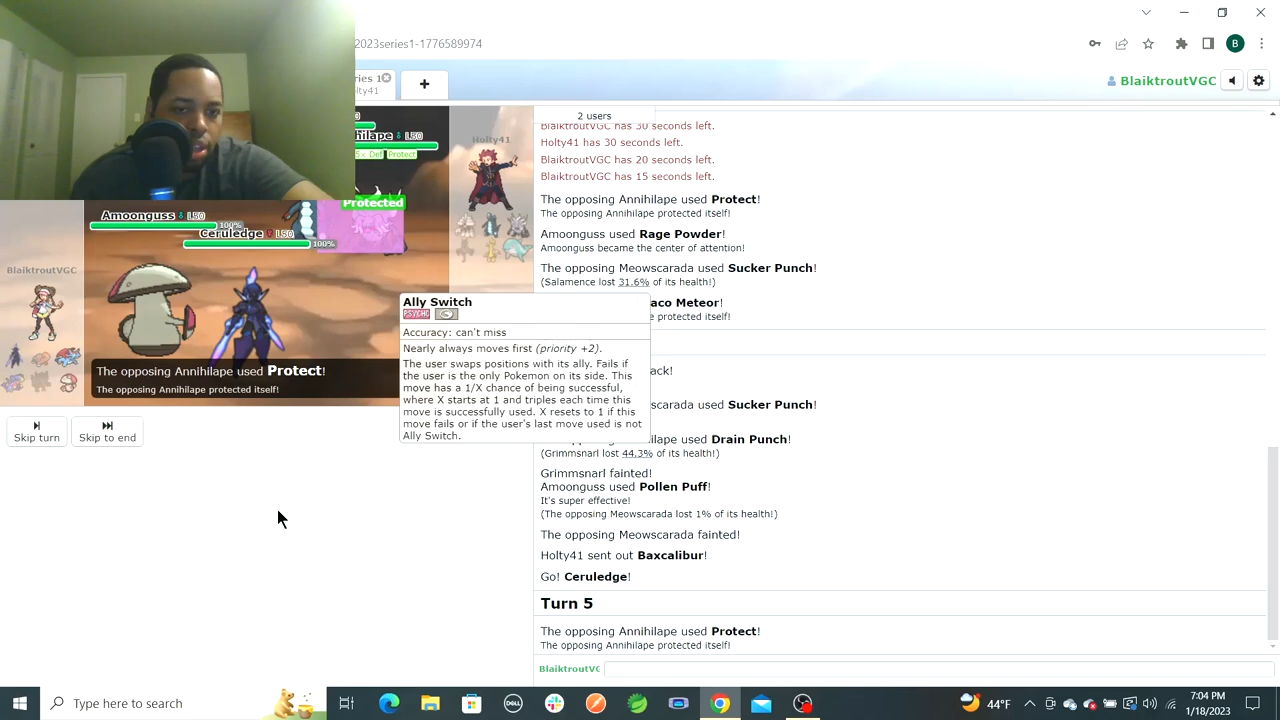 2023series1-1776589974
B
ries 1
olty41
+
BlaiktroutVGC
2 users
hilape L50
Def Protect
Holty41
Protected
Amoonguss L50
100%
Ceruledge L50
100%
BlaiktroutVGC
The opposing Annihilape used Protect!
The opposing Annihilape protected itself!
Skip turn
Skip to end
Ally Switch
PSYCHC
Accuracy: can't miss
Nearly always moves first (priority +2).
The user swaps positions with its ally. Fails if
the user is the only Pokemon on its side. This
move has a 1/X chance of being successful,
where X starts at 1 and triples each time this
move is successfully used. X resets to 1 if this
move fails or if the user's last move used is not
Ally Switch.
BlaiktroutVGC has 30 seconds left.
Holty41 has 30 seconds left.
BlaiktroutVGC has 20 seconds left.
BlaiktroutVGC has 15 seconds left.
The opposing Annihilape used Protect!
The opposing Annihilape protected itself!
Amoonguss used Rage Powder!
Amoonguss became the center of attention!
The opposing Meowscarada used Sucker Punch!
(Salamence lost 31.6% of its health!)
aco Meteor!
e protected itself!
ack!
scarada used Sucker Punch!
ilape used Drain Punch!
(Grimmsnarl lost 44.3% of its health!)
Grimmsnarl fainted!
Amoonguss used Pollen Puff!
It's super effective!
(The opposing Meowscarada lost 1% of its health!)
The opposing Meowscarada fainted!
Holty41 sent out Baxcalibur!
Go! Ceruledge!
Turn 5
The opposing Annihilape used Protect!
The opposing Annihilape protected itself!
BlaiktroutVC
Type here to search
DELL
44°F
7:04 PM
1/18/2023